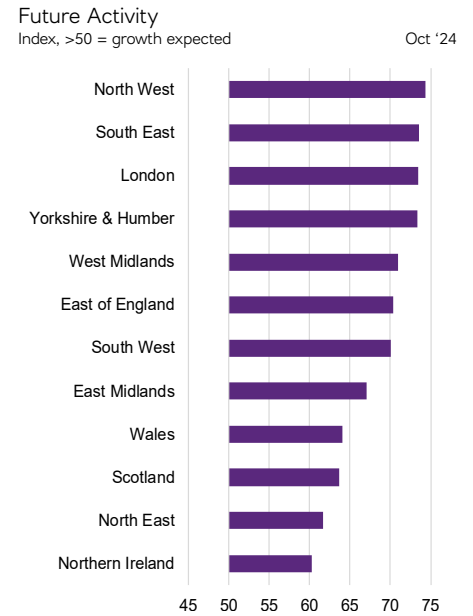 Future Activity
Index, >50 = growth expected
Oct ‘24
North West
South East
London
Yorkshire & Humber
West Midlands
East of England
South West
East Midlands
Wales
Scotland
North East
Northern Ireland
45 50 55 60 65 70 75